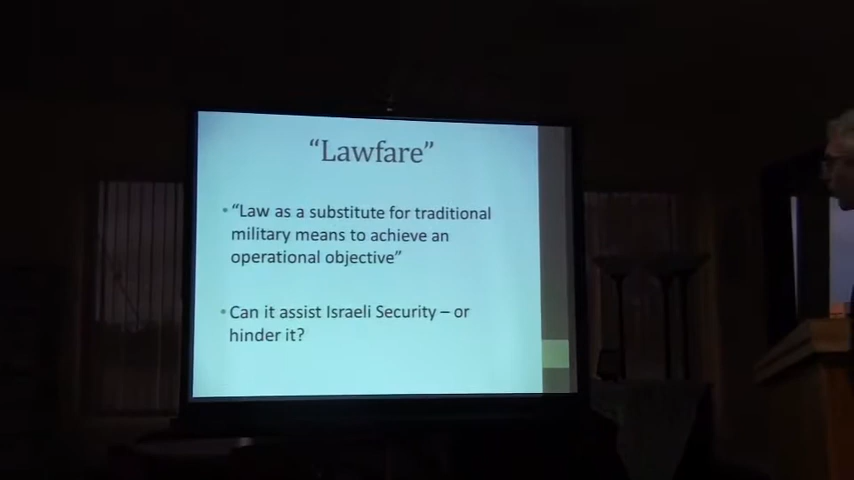 “Lawfare”
• “Law as a substitute for traditional
military means to achieve an
operational objective”
• Can it assist Israeli Security – or
hinder it?